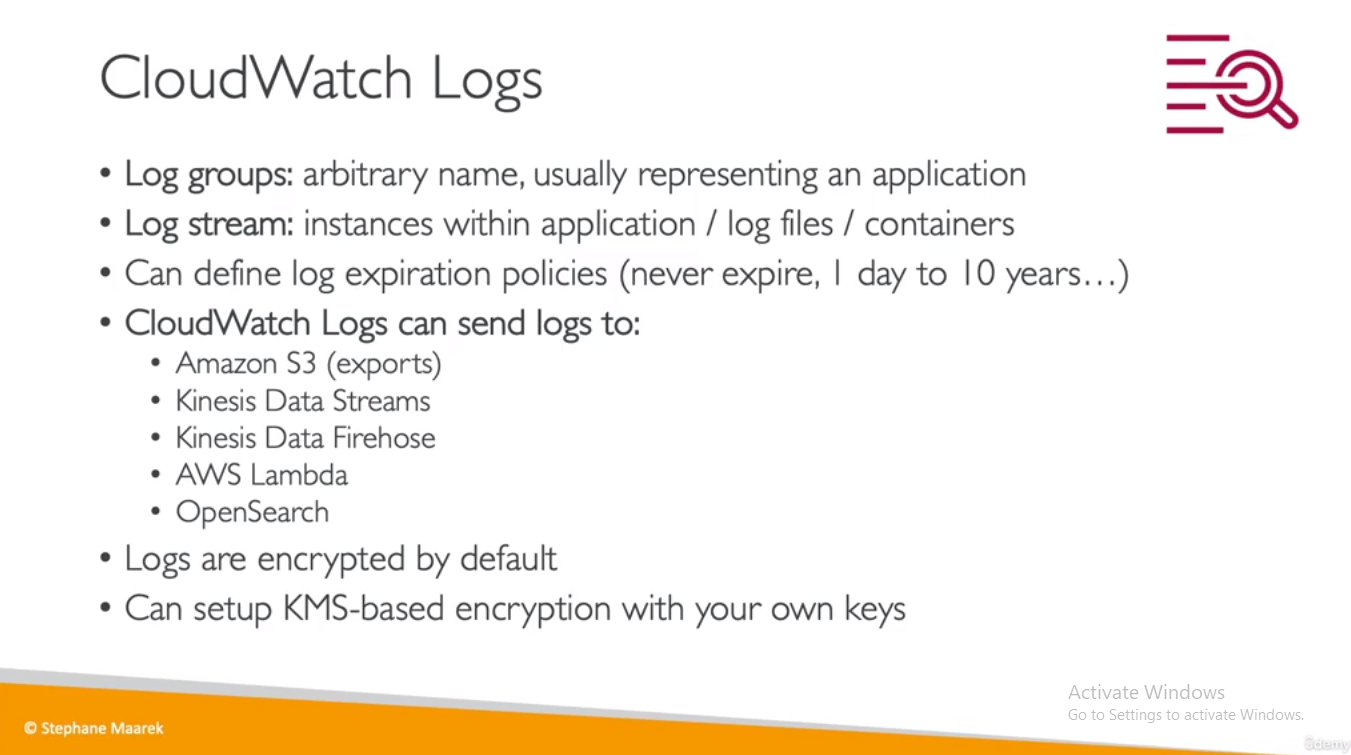 CloudWatch Logs
• Log groups: arbitrary name, usually representing an application
• Log stream: instances within application / log files / containers
• Can define log expiration policies (never expire, 1 day to 10 years…)
• CloudWatch Logs can send logs to:
• Amazon S3 (exports)
• Kinesis Data Streams
• Kinesis Data Firehose
• AWS Lambda
• OpenSearch
• Logs are encrypted by default
• Can setup KMS-based encryption with your own keys
Activate Windows
Go to Settings to activate Windows.
© Stephane Maarek
ûdemy